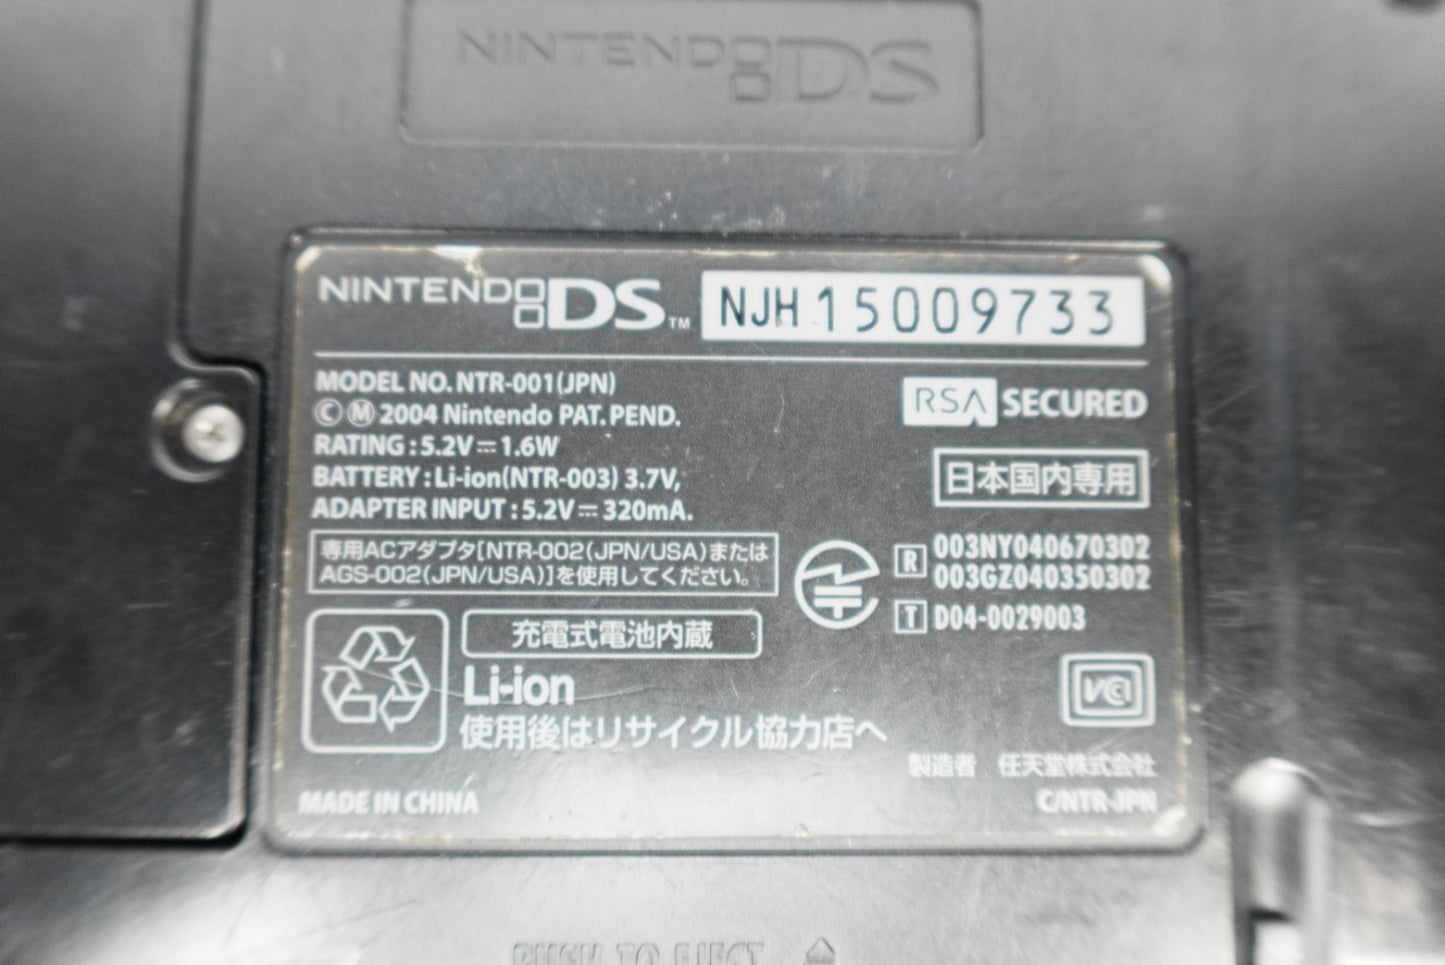 NINTENDO DS
NINTENDO DS™ NJH15009733
MODEL NO. NTR-001(JPN)
Ⓒ Ⓜ 2004 Nintendo PAT. PEND.
RATING : 5.2V⎓1.6W
BATTERY : Li-ion(NTR-003) 3.7V,
ADAPTER INPUT : 5.2V⎓320mA.
RSA SECURED
日本国内専用
専用ACアダプタ[NTR-002(JPN/USA)または
AGS-002(JPN/USA)]を使用してください。
R 003NY040670302
003GZ040350302
T D04-0029003
充電式電池内蔵
Li-ion
使用後はリサイクル協力店へ
VCI
製造者 任天堂株式会社
MADE IN CHINA
C/NTR-JPN
PUSH TO EJECT